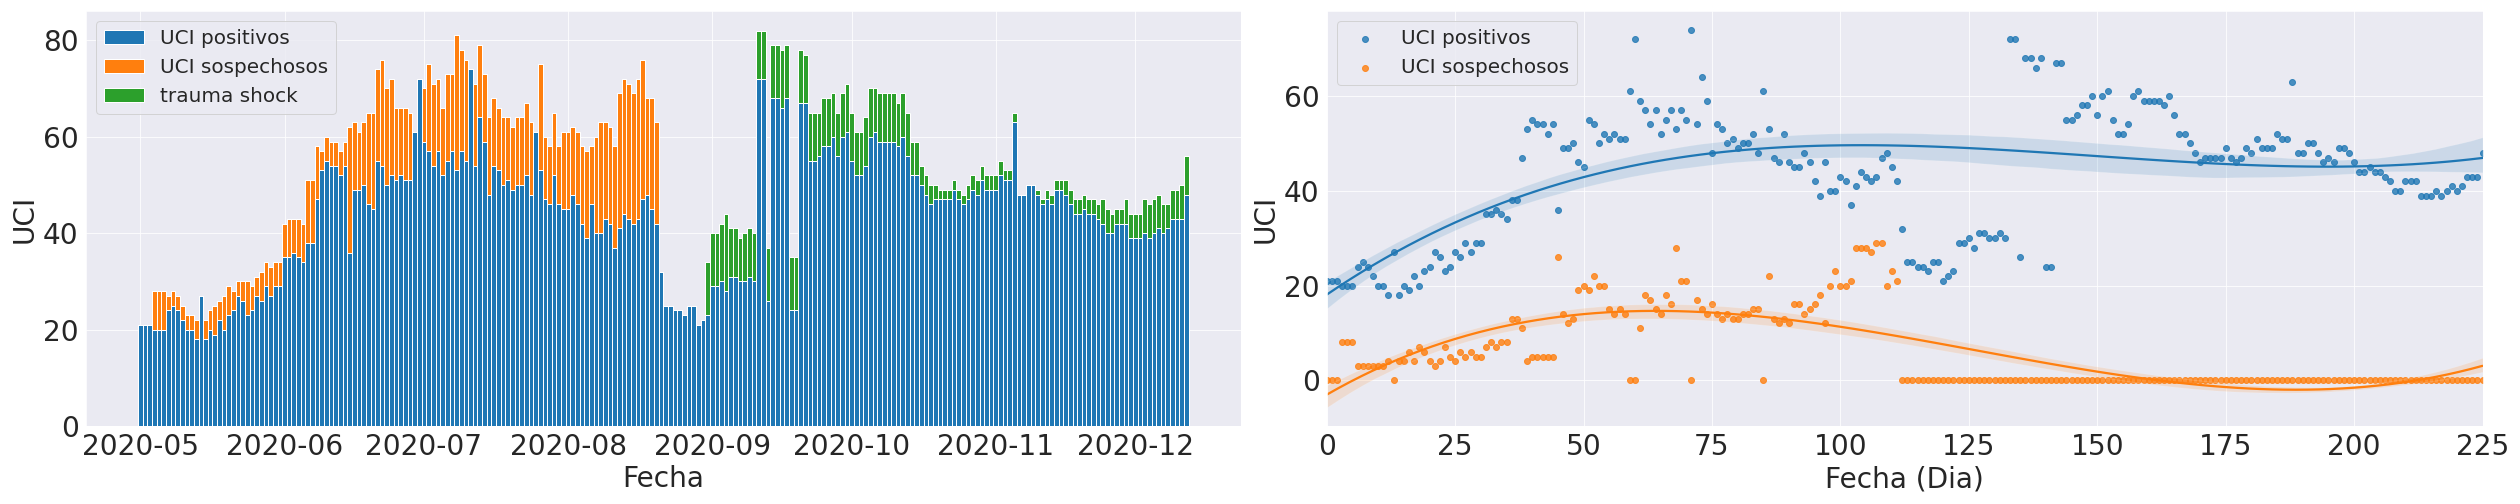 UCI positivos
UCI sospechosos
trauma shock
80
60
40
20
0
UCI
2020-05 2020-06 2020-07 2020-08 2020-09 2020-10 2020-11 2020-12
Fecha
UCI positivos
UCI sospechosos
60
40
20
0
UCI
0 25 50 75 100 125 150 175 200 225
Fecha (Dia)